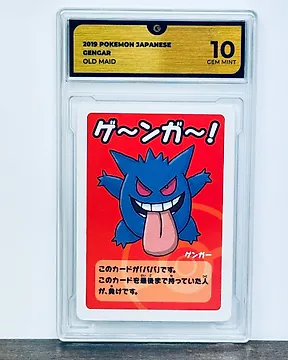 G
2019 POKEMON JAPANESE
GENGAR
OLD MAID
10
GEM MINT
ゲ〜ンガ〜!
ゲンガー
このカードが「ババ」です。
このカードを最後まで持っていた人
が、負けです。